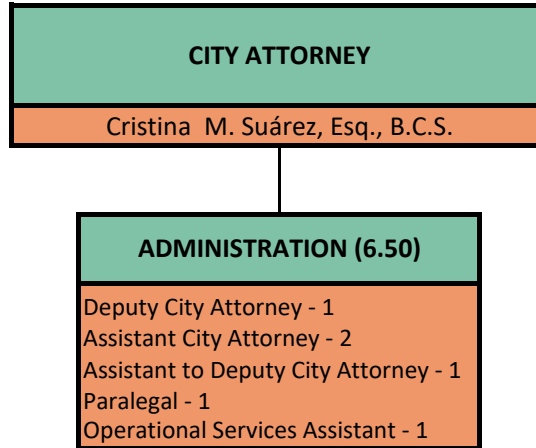 CITY ATTORNEY
Cristina M. Suárez, Esq., B.C.S.
ADMINISTRATION (6.50)
Deputy City Attorney - 1
Assistant City Attorney - 2
Assistant to Deputy City Attorney - 1
Paralegal - 1
Operational Services Assistant - 1